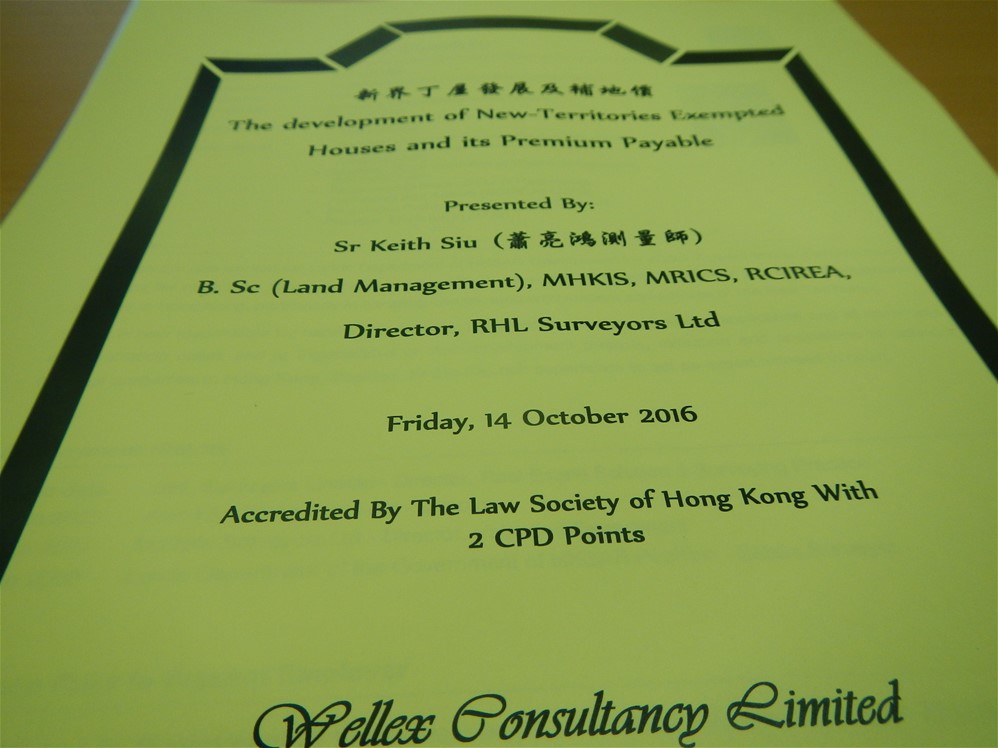 新界丁屋發展及補地價
The development of New-Territories Exempted
Houses and its Premium Payable
Presented By:
Sr Keith Siu (蕭亮鴻測量師)
B. Sc (Land Management), MHKIS, MRICS, RCIREA,
Director, RHL Surveyors Ltd
Friday, 14 October 2016
Accredited By The Law Society of Hong Kong With
2 CPD Points
Wellex Consultancy Limited